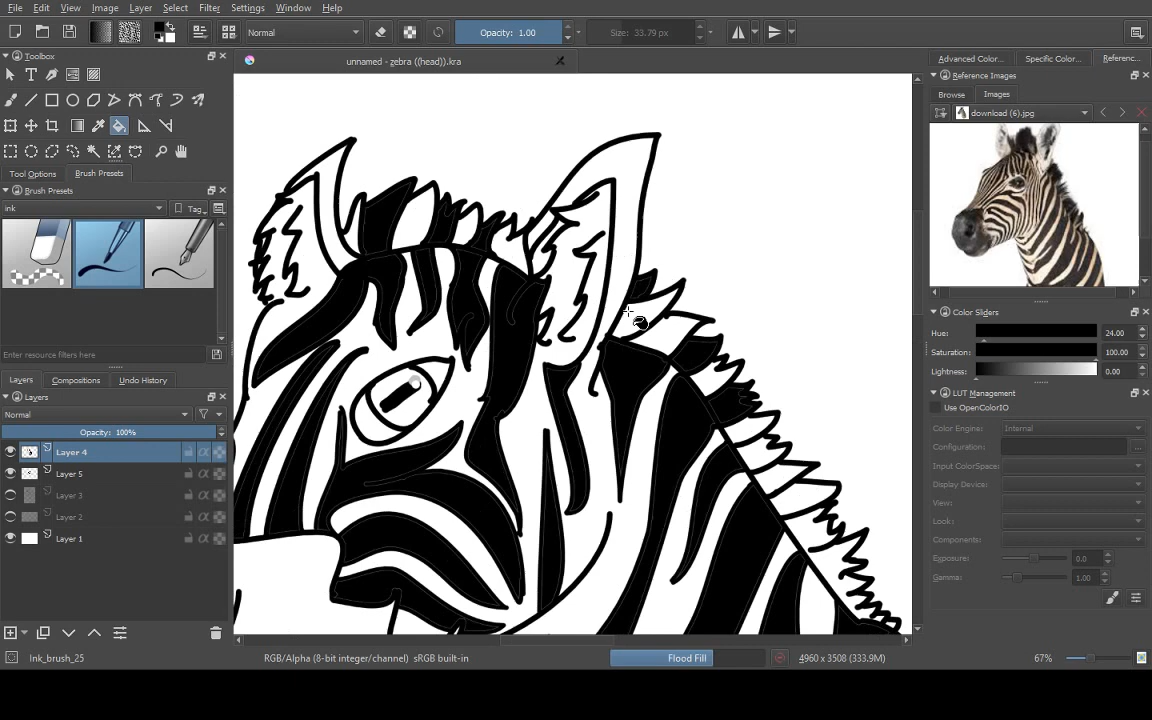 File Edit View Image Layer Select Filter Settings Window Help
Normal Opacity: 1.00 Size: 33.79 px
Toolbox
unnamed - zebra ((head)).kra
Advanced Color... Specific Color... Referenc...
Reference Images
Browse Images
download (6).jpg
Tool Options Brush Presets
Brush Presets
ink Tag
Enter resource filters here
Layers Compositions Undo History
Layers
Normal
Opacity: 100%
Layer 4
Layer 5
Layer 3
Layer 2
Layer 1
Color Sliders
Hue: 24.00
Saturation: 100.00
Lightness: 0.00
LUT Management
Use OpenColorIO
Color Engine: Internal
Configuration: ...
Input ColorSpace:
Display Device:
View:
Look:
Components:
Exposure: 0.0
Gamma: 1.00
Ink_brush_25 RGB/Alpha (8-bit integer/channel) sRGB built-in Flood Fill 4960 x 3508 (333.9M) 67%